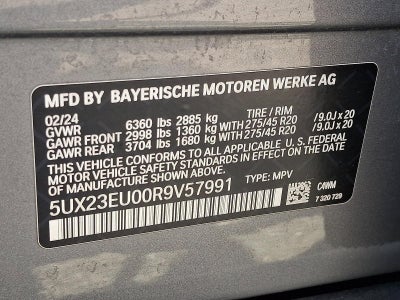 MFD BY BAYERISCHE MOTOREN WERKE AG
02/24 TIRE / RIM
GVWR 6360 lbs 2885 kg
GAWR FRONT 2998 lbs 1360 kg WITH 275/45 R20 /9.0J x 20
GAWR REAR 3704 lbs 1680 kg WITH 275/45 R20 /9.0J x 20
THIS VEHICLE CONFORMS TO ALL APPLICABLE U.S. FEDERAL
MOTOR VEHICLE SAFETY STANDARDS IN EFFECT ON THE DATE
OF MANUFACTURE SHOWN ABOVE.
5UX23EU00R9V57991 TYPE: MPV
C4WM
7 320 729